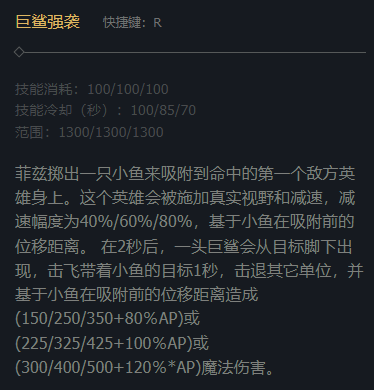 巨鲨强袭 快捷键：R
技能消耗：100/100/100
技能冷却（秒）：100/85/70
范围：1300/1300/1300
菲兹掷出一只小鱼来吸附到命中的第一个敌方英
雄身上。这个英雄会被施加真实视野和减速，减
速幅度为40%/60%/80%，基于小鱼在吸附前的
位移距离。 在2秒后，一头巨鲨会从目标脚下出
现，击飞带着小鱼的目标1秒，击退其它单位，并
基于小鱼在吸附前的位移距离造成
(150/250/350+80%AP)或
(225/325/425+100%AP)或
(300/400/500+120%*AP)魔法伤害。